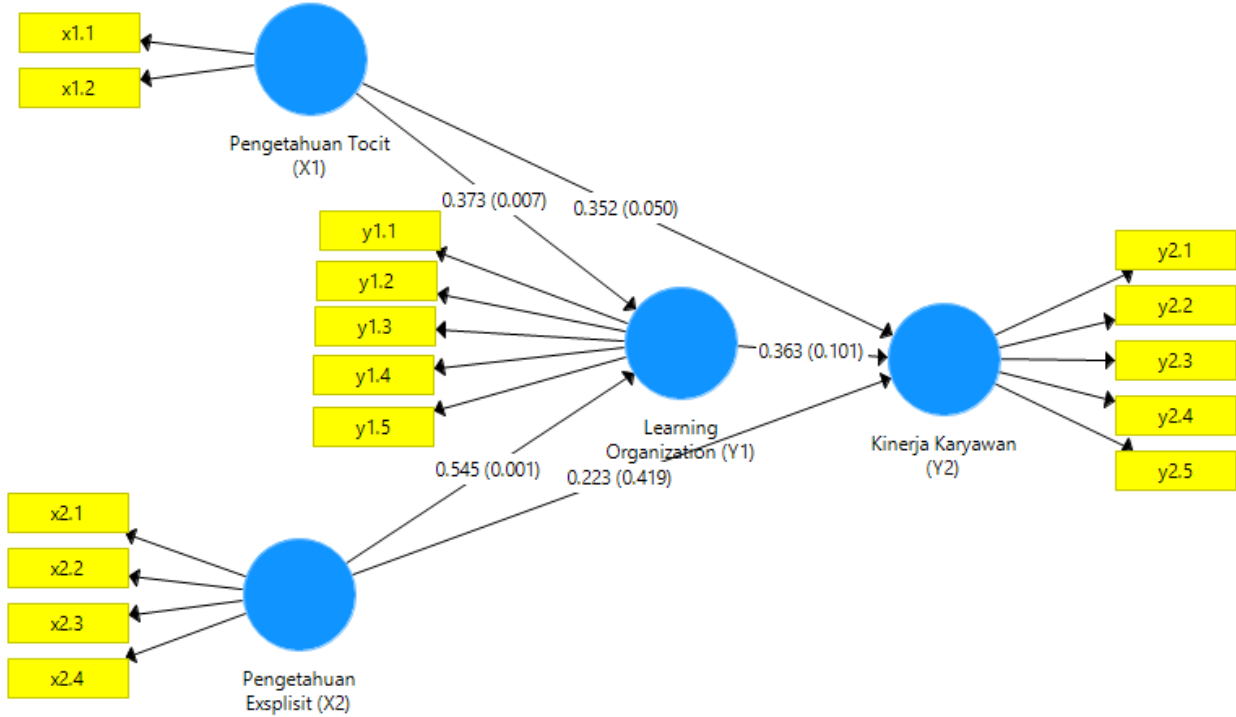 x1.1
x1.2
Pengetahuan Tocit
(X1)
0.373 (0.007)
0.352 (0.050)
y1.1
y1.2
y1.3
y1.4
y1.5
0.363 (0.101)
Learning
Organization (Y1)
Kinerja Karyawan
(Y2)
y2.1
y2.2
y2.3
y2.4
y2.5
0.545 (0.001)
0.223 (0.419)
x2.1
x2.2
x2.3
x2.4
Pengetahuan
Exsplisit (X2)